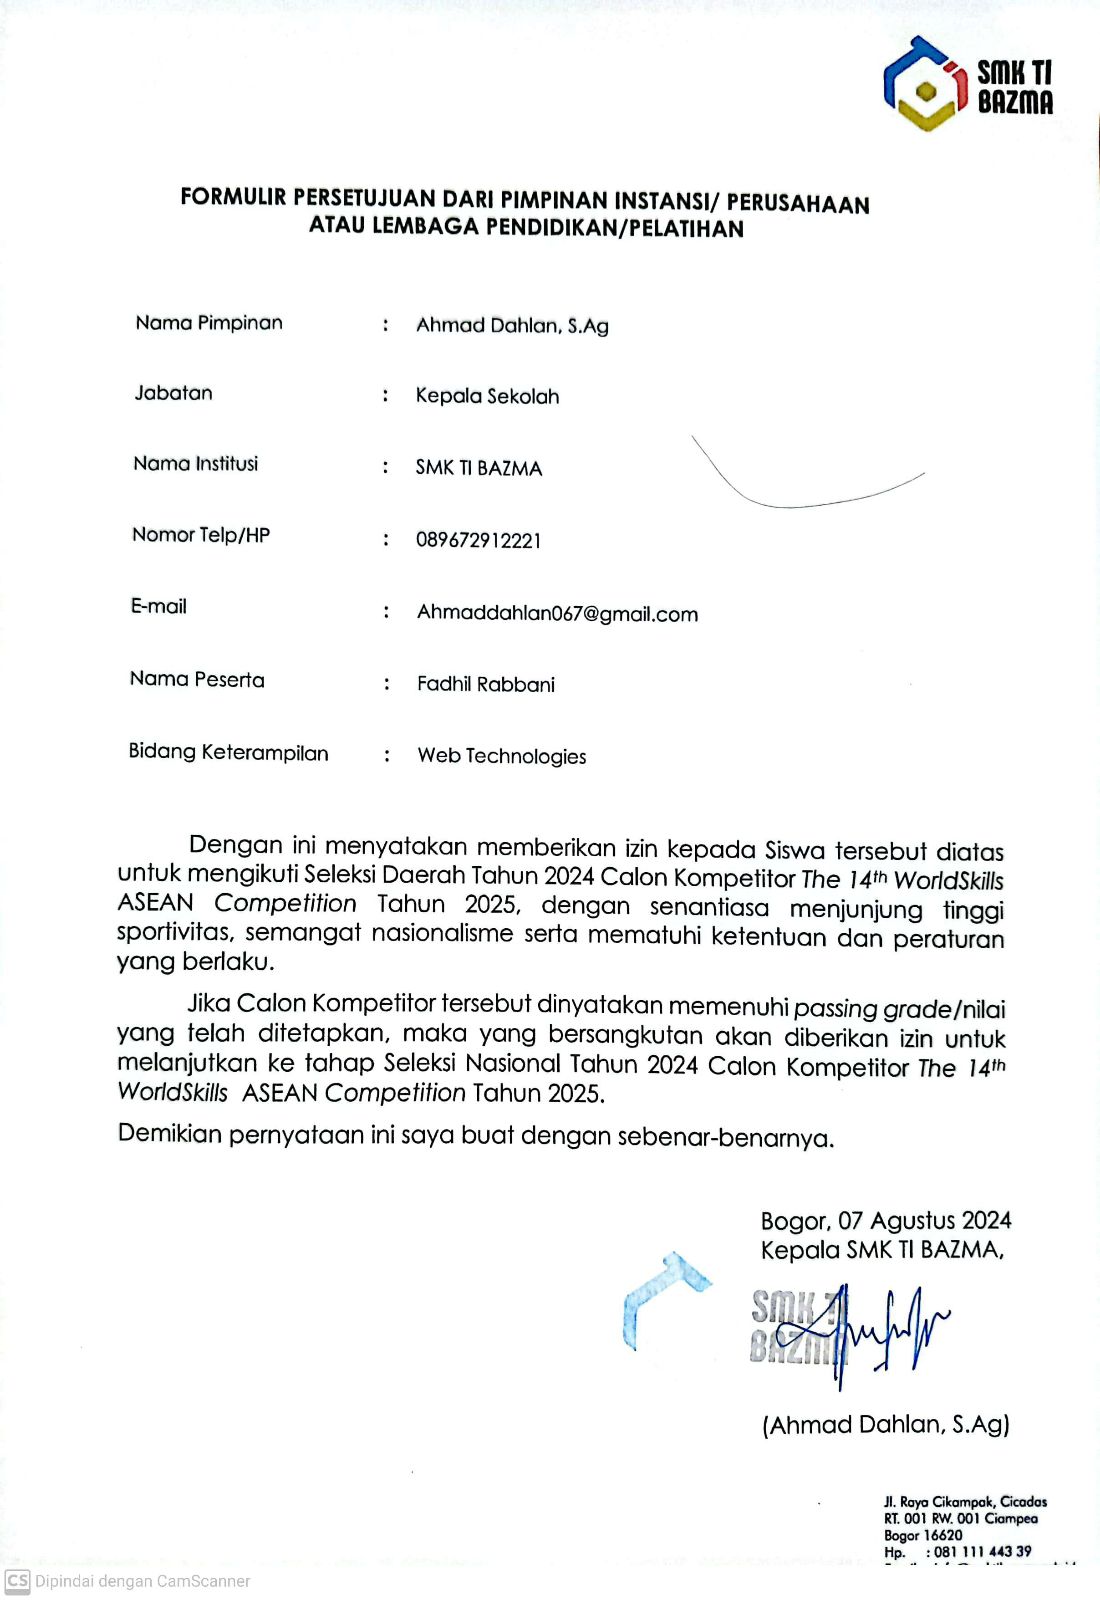 SMK TI
BAZMA
FORMULIR PERSETUJUAN DARI PIMPINAN INSTANSI/ PERUSAHAAN
ATAU LEMBAGA PENDIDIKAN/PELATIHAN
Nama Pimpinan : Ahmad Dahlan, S.Ag
Jabatan : Kepala Sekolah
Nama Institusi : SMK TI BAZMA
Nomor Telp/HP : 089672912221
E-mail : Ahmaddahlan067@gmail.com
Nama Peserta : Fadhil Rabbani
Bidang Keterampilan : Web Technologies
Dengan ini menyatakan memberikan izin kepada Siswa tersebut diatas
untuk mengikuti Seleksi Daerah Tahun 2024 Calon Kompetitor The 14th WorldSkills
ASEAN Competition Tahun 2025, dengan senantiasa menjunjung tinggi
sportivitas, semangat nasionalisme serta mematuhi ketentuan dan peraturan
yang berlaku.
Jika Calon Kompetitor tersebut dinyatakan memenuhi passing grade/nilai
yang telah ditetapkan, maka yang bersangkutan akan diberikan izin untuk
melanjutkan ke tahap Seleksi Nasional Tahun 2024 Calon Kompetitor The 14th
WorldSkills ASEAN Competition Tahun 2025.
Demikian pernyataan ini saya buat dengan sebenar-benarnya.
Bogor, 07 Agustus 2024
Kepala SMK TI BAZMA,
SMK TI
BAZMA
(Ahmad Dahlan, S.Ag)
Jl. Raya Cikampak, Cicadas
RT. 001 RW. 001 Ciampea
Bogor 16620
Hp. : 081 111 443 39
CS Dipindai dengan CamScanner